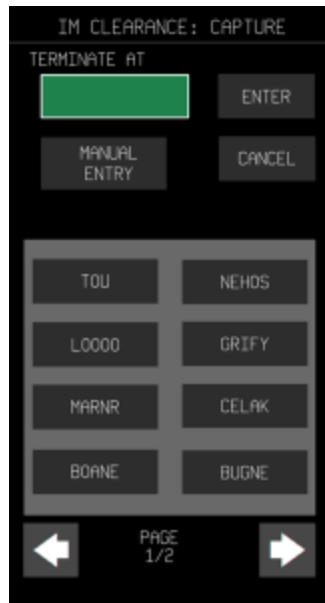 IM CLEARANCE: CAPTURE
TERMINATE AT
ENTER
MANUAL
ENTRY
CANCEL
TOU
NEHDS
LOOOO
GRIFY
MARNR
CELAK
BOANE
BUGNE
PAGE
1/2